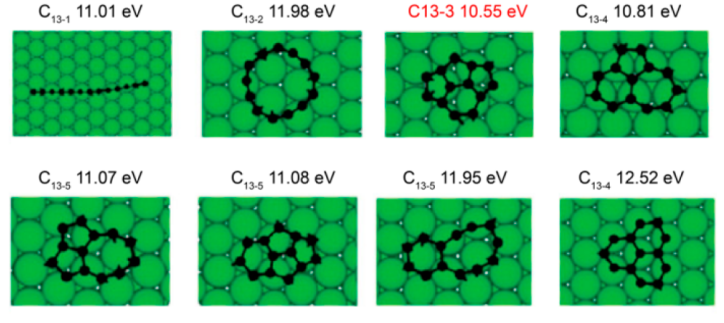 C13-1 11.01 eV
C13-2 11.98 eV
C13-3 10.55 eV
C13-4 10.81 eV
C13-5 11.07 eV
C13-5 11.08 eV
C13-5 11.95 eV
C13-4 12.52 eV